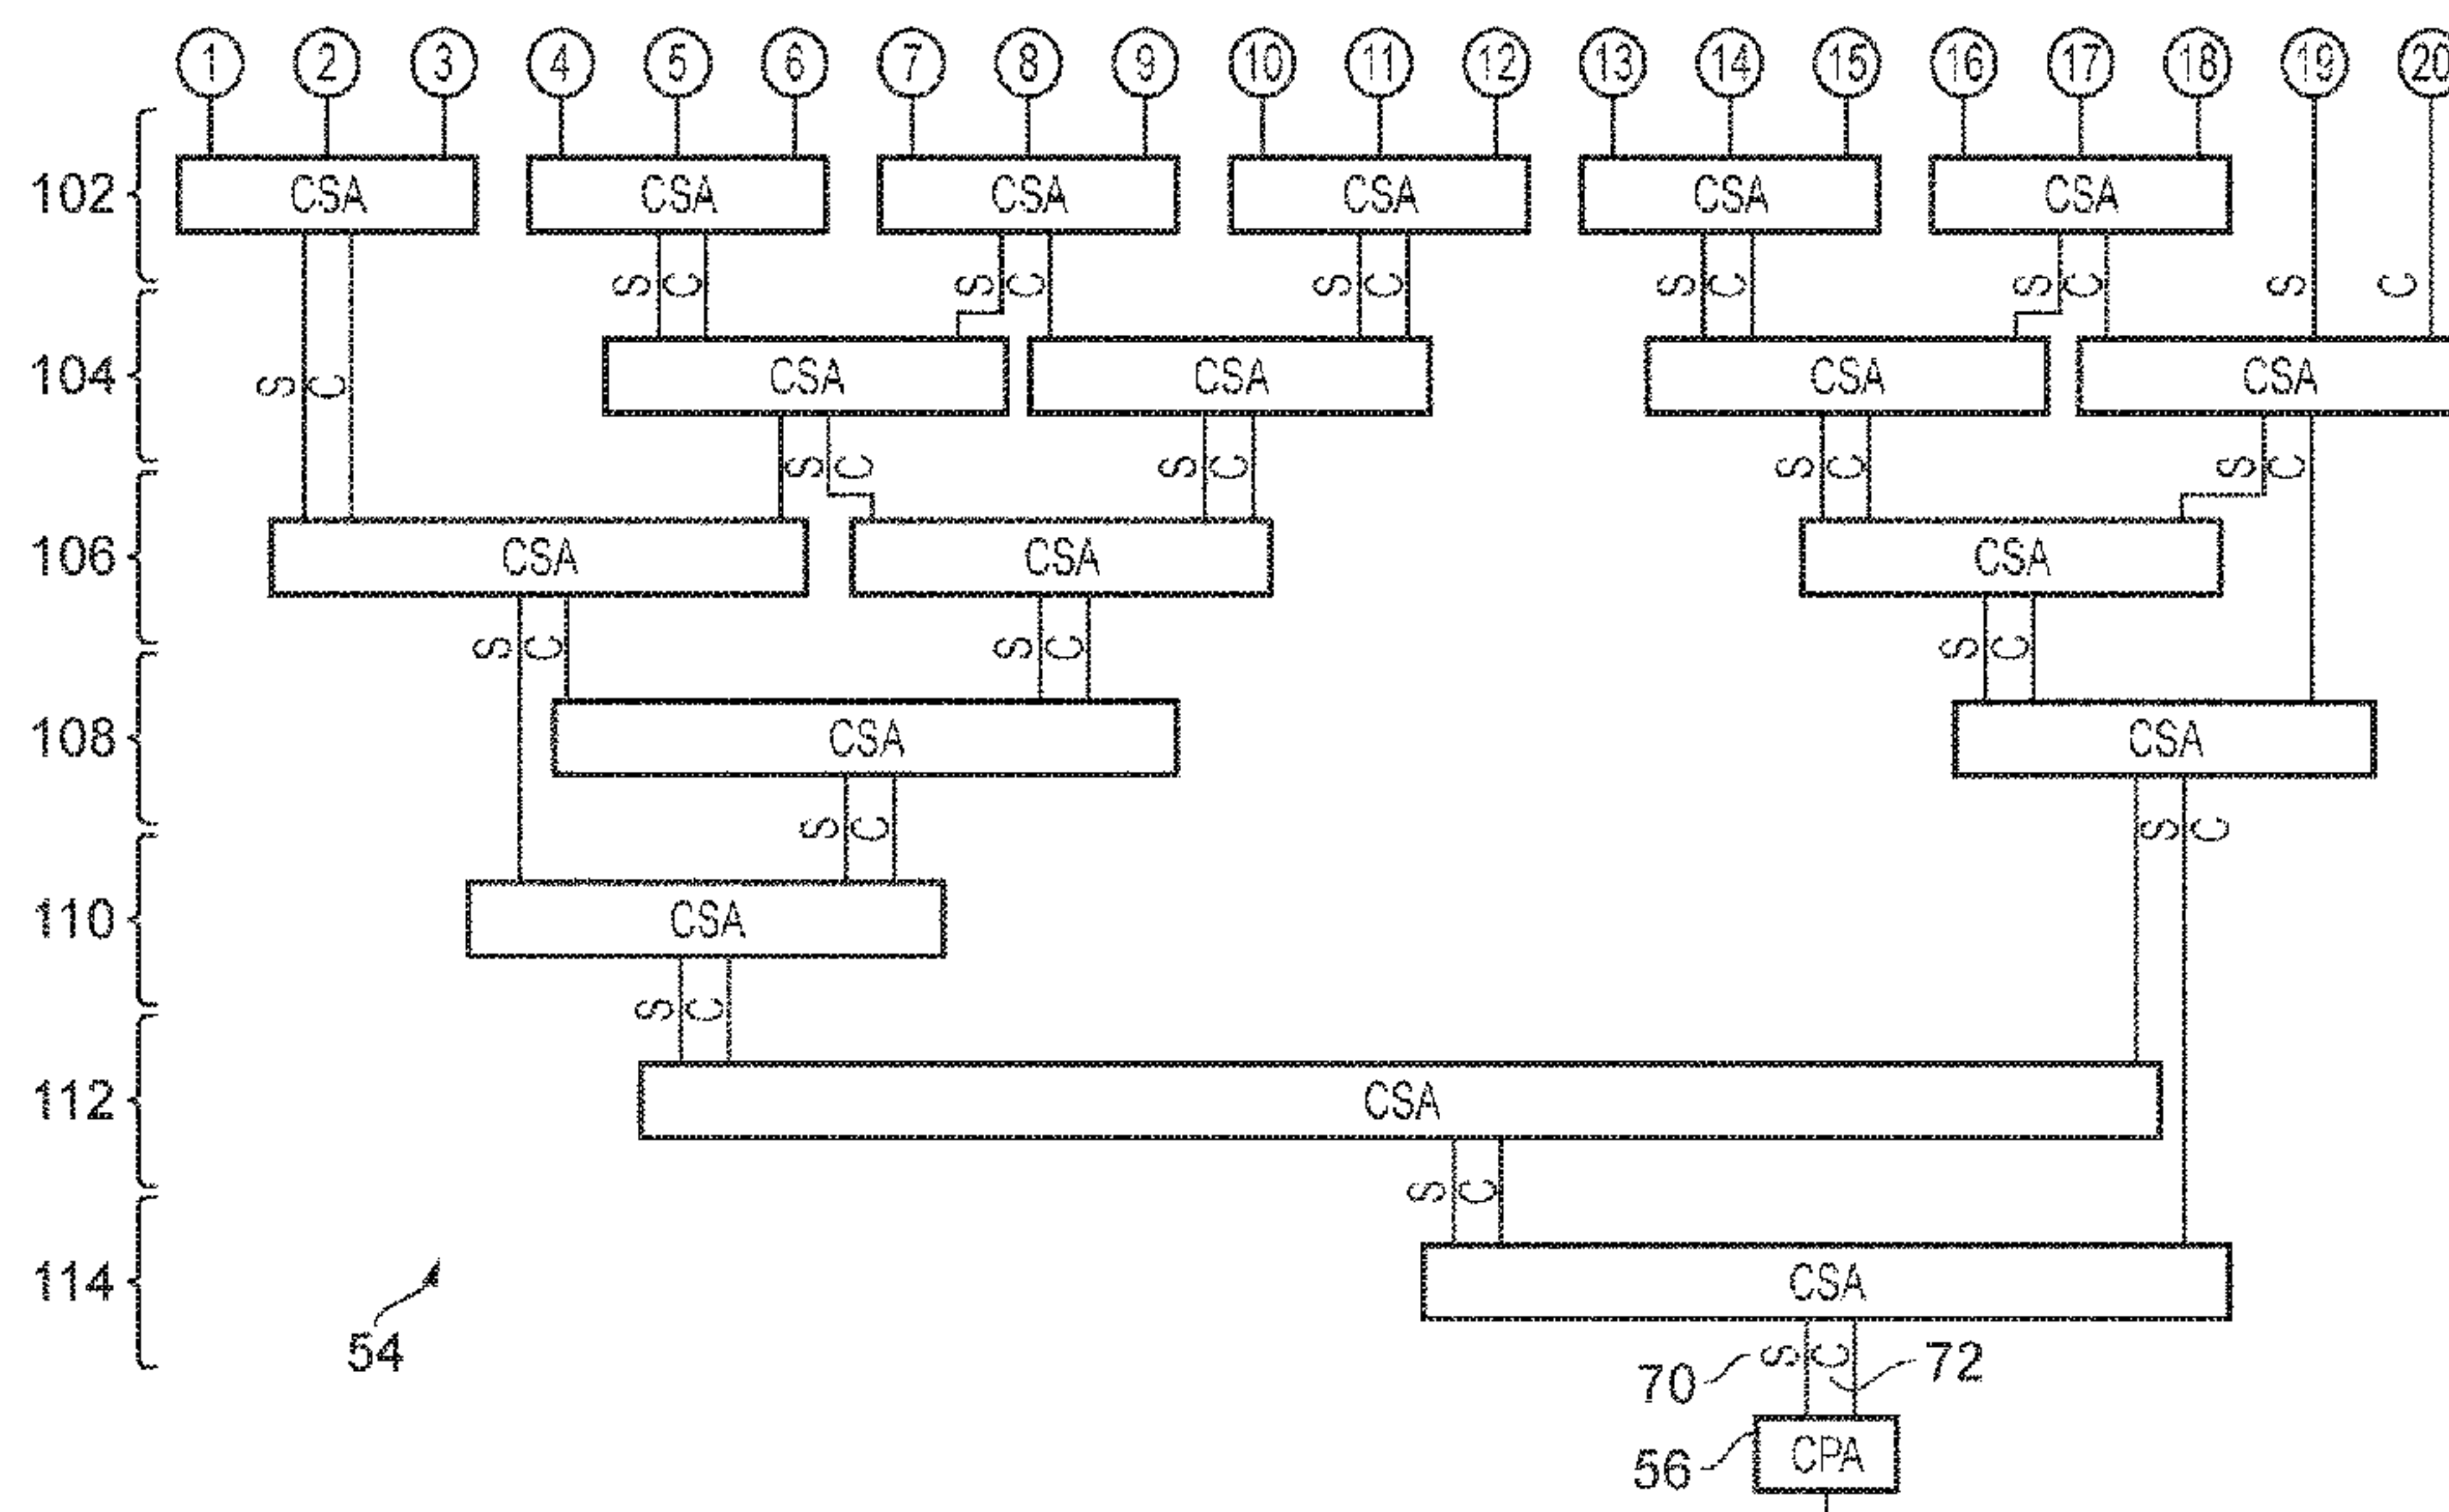 1 2 3 4 5 6 7 8 9 10 11 12 13 14 15 16 17 18 19 20
102 CSA CSA CSA CSA CSA CSA
S C S C S C S C S C S C
104 S C CSA CSA CSA CSA
S C S C S C S C
106 CSA CSA CSA
S C S C S C
108 CSA CSA
S C S C
110 CSA
S C
112 CSA
S C
114 CSA
54
70 S C 72
56 CPA